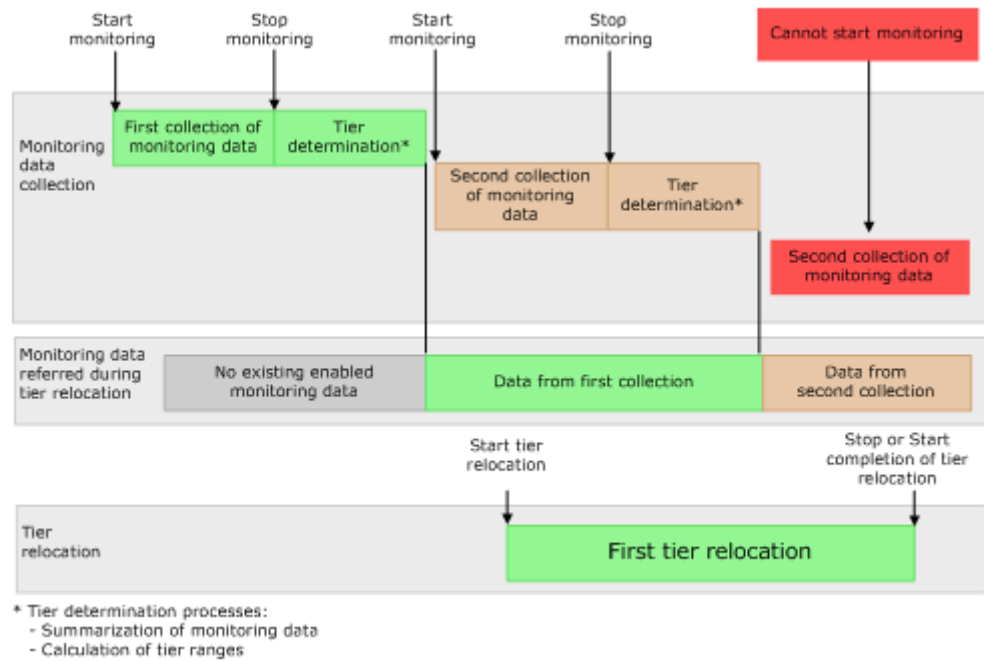 Start
monitoring
Stop
monitoring
Start
monitoring
Stop
monitoring
Cannot start monitoring
Monitoring
data
collection
First collection of
monitoring data
Tier
determination*
Second collection
of monitoring
data
Tier
determination*
Second collection of
monitoring data
Monitoring data
referred during
tier relocation
No existing enabled
monitoring data
Data from first collection
Data from
second collection
Start tier
relocation
Stop or Start
completion of tier
relocation
Tier
relocation
First tier relocation
* Tier determination processes:
- Summarization of monitoring data
- Calculation of tier ranges